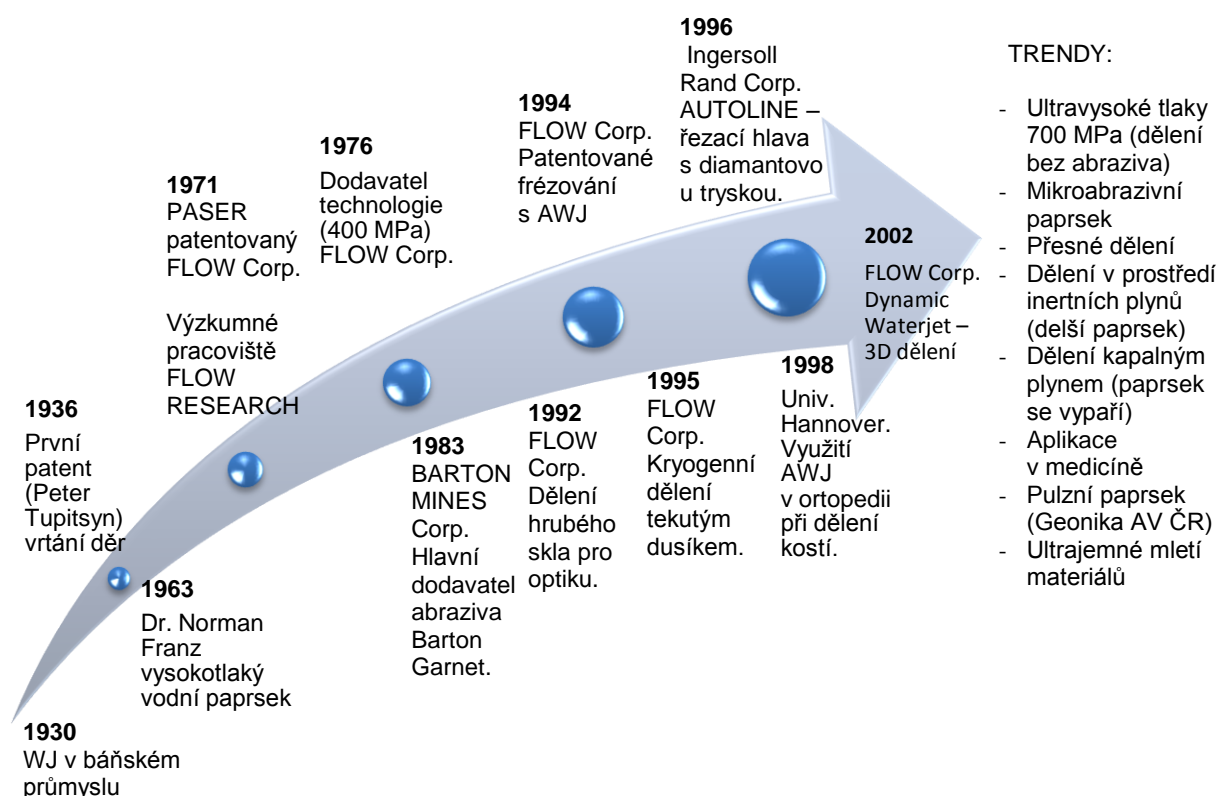 1930
WJ v báňském
průmyslu
1936
První
patent
(Peter
Tupitsyn)
vrtání děr
1963
Dr. Norman
Franz
vysokotlaký
vodní paprsek
1971
PASER
patentovaný
FLOW Corp.
Výzkumné
pracoviště
FLOW
RESEARCH
1976
Dodavatel
technologie
(400 MPa)
FLOW Corp.
1983
BARTON
MINES
Corp.
Hlavní
dodavatel
abraziva
Barton
Garnet.
1992
FLOW
Corp.
Dělení
hrubého
skla pro
optiku.
1994
FLOW Corp.
Patentované
frézování
s AWJ
1995
FLOW
Corp.
Kryogenní
dělení
tekutým
dusíkem.
1996
Ingersoll
Rand Corp.
AUTOLINE –
řezací hlava
s diamantovo
u tryskou.
1998
Univ.
Hannover.
Využití
AWJ
v ortopedii
při dělení
kostí.
2002
FLOW Corp.
Dynamic
Waterjet –
3D dělení
TRENDY:
- Ultravysoké tlaky
700 MPa (dělení
bez abraziva)
- Mikroabrazivní
paprsek
- Přesné dělení
- Dělení v prostředí
inertních plynů
(delší paprsek)
- Dělení kapalným
plynem (paprsek
se vypaří)
- Aplikace
v medicíně
- Pulzní paprsek
(Geonika AV ČR)
- Ultrajemné mletí
materiálů